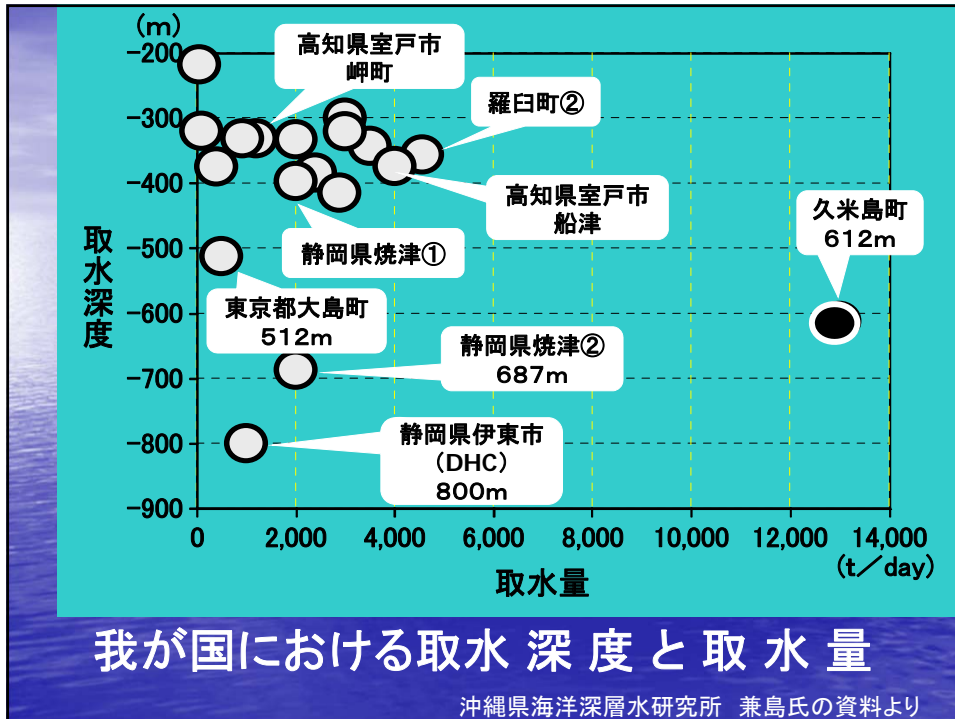 (m)
-200
-300
-400
-500
-600
-700
-800
-900
取水深度
高知県室戸市
岬町
羅臼町②
高知県室戸市
船津
久米島町
612m
静岡県焼津①
東京都大島町
512m
静岡県焼津②
687m
静岡県伊東市
(DHC)
800m
0 2,000 4,000 6,000 8,000 10,000 12,000 14,000
(t/day)
取水量
我が国における取水 深 度 と 取 水 量
沖縄県海洋深層水研究所 兼島氏の資料より